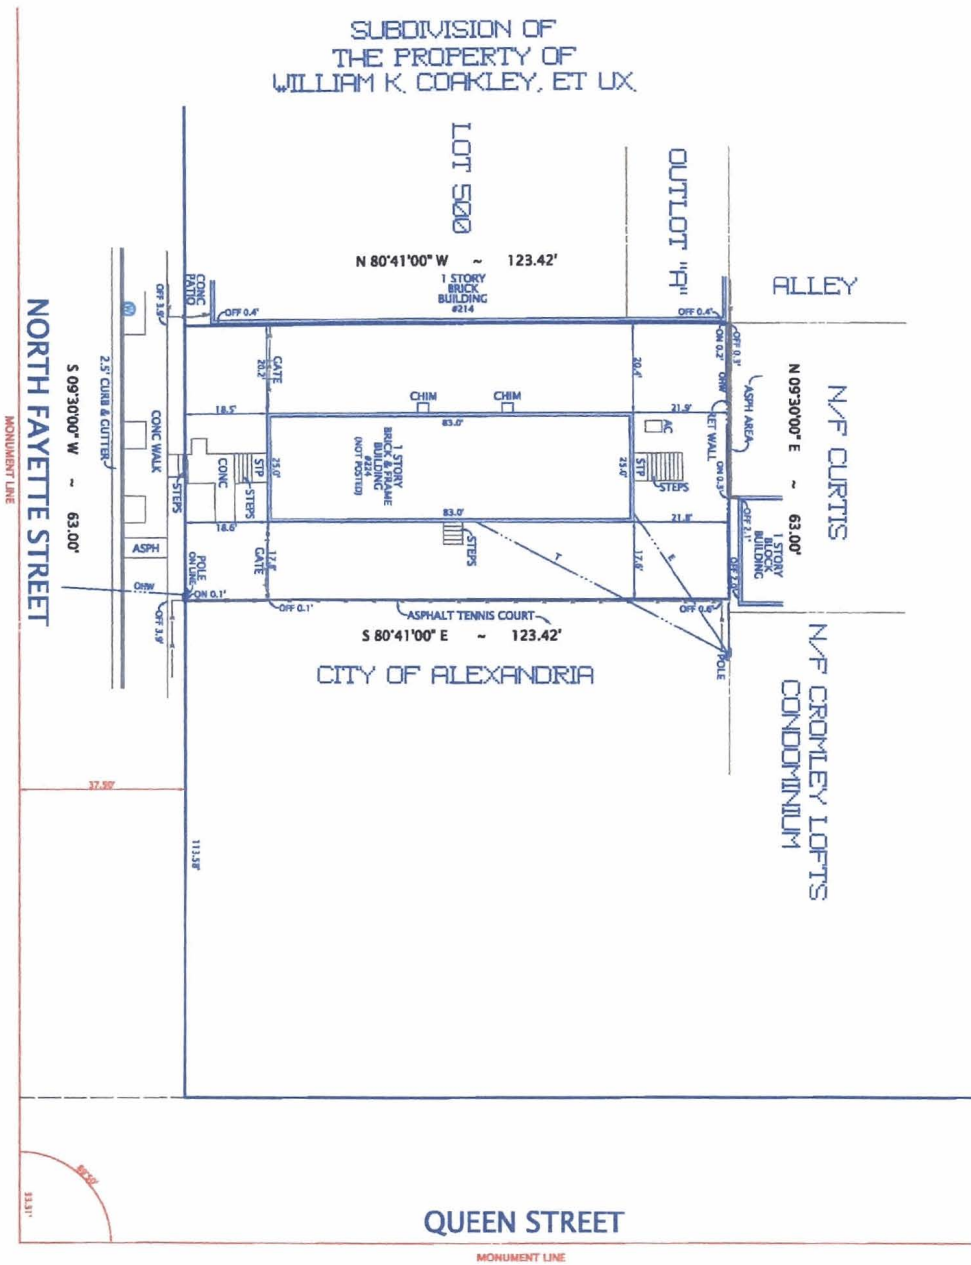 SUBDIVISION OF
THE PROPERTY OF
WILLIAM K. COAKLEY, ET UX.
LOT 500
OUTLOT "A"
ALLEY
N 80°41'00" W ~ 123.42'
1 STORY
BRICK
BUILDING
#214
CONC
PATIO
OFF 3.9'
OFF 0.4'
OFF 0.4'
OFF 0.3'
ON 0.2'
OHW
ASPH AREA
RET WALL
ON 0.3'
N/F CURTIS
N 09°30'00" E ~ 63.00'
GATE
20.2'
20.4'
CHIM
CHIM
18.5'
83.0'
21.9'
AC
1 STORY
BRICK & FRAME
BUILDING
#224
(NOT POSTED)
25.0'
25.0'
STP
STEPS
CONC
STP
STEPS
STEPS
CONC WALK
2.5' CURB & GUTTER
W
S 09°30'00" W ~ 63.00'
NORTH FAYETTE STREET
MONUMENT LINE
83.0'
18.6'
21.8'
STEPS
17.8'
GATE
17.6'
T
E
OFF 2.1'
1 STORY
BLOCK
BUILDING
ASPH
POLE
ON LINE
ON 0.1'
OHW
OFF 3.9'
OFF 0.1'
ASPHALT TENNIS COURT
OFF 0.6'
S 80°41'00" E ~ 123.42'
POLE
CITY OF ALEXANDRIA
N/F CROMLEY LOFTS
CONDOMINIUM
37.50'
113.58'
33.31'
QUEEN STREET
MONUMENT LINE